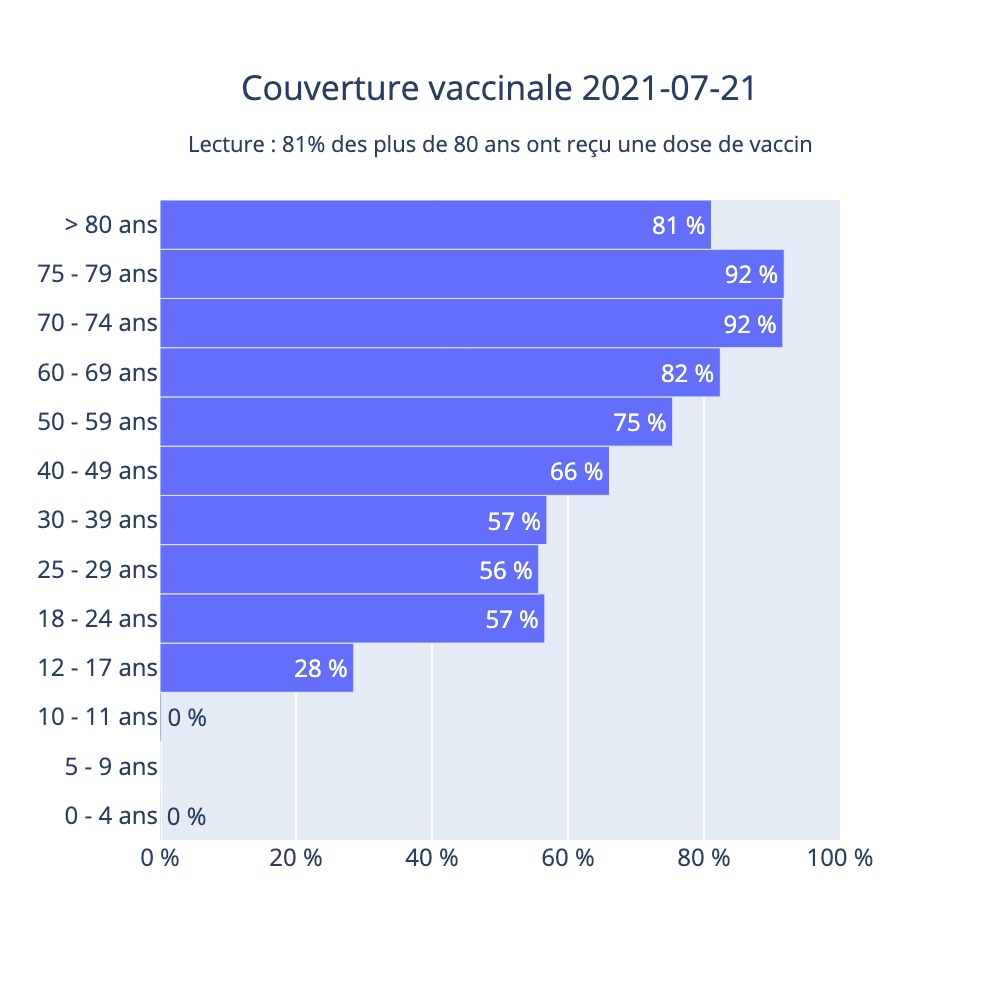 Couverture vaccinale 2021-07-21
Lecture : 81% des plus de 80 ans ont reçu une dose de vaccin
> 80 ans 81 %
75 - 79 ans 92 %
70 - 74 ans 92 %
60 - 69 ans 82 %
50 - 59 ans 75 %
40 - 49 ans 66 %
30 - 39 ans 57 %
25 - 29 ans 56 %
18 - 24 ans 57 %
12 - 17 ans 28 %
10 - 11 ans 0 %
5 - 9 ans
0 - 4 ans 0 %
0 % 20 % 40 % 60 % 80 % 100 %